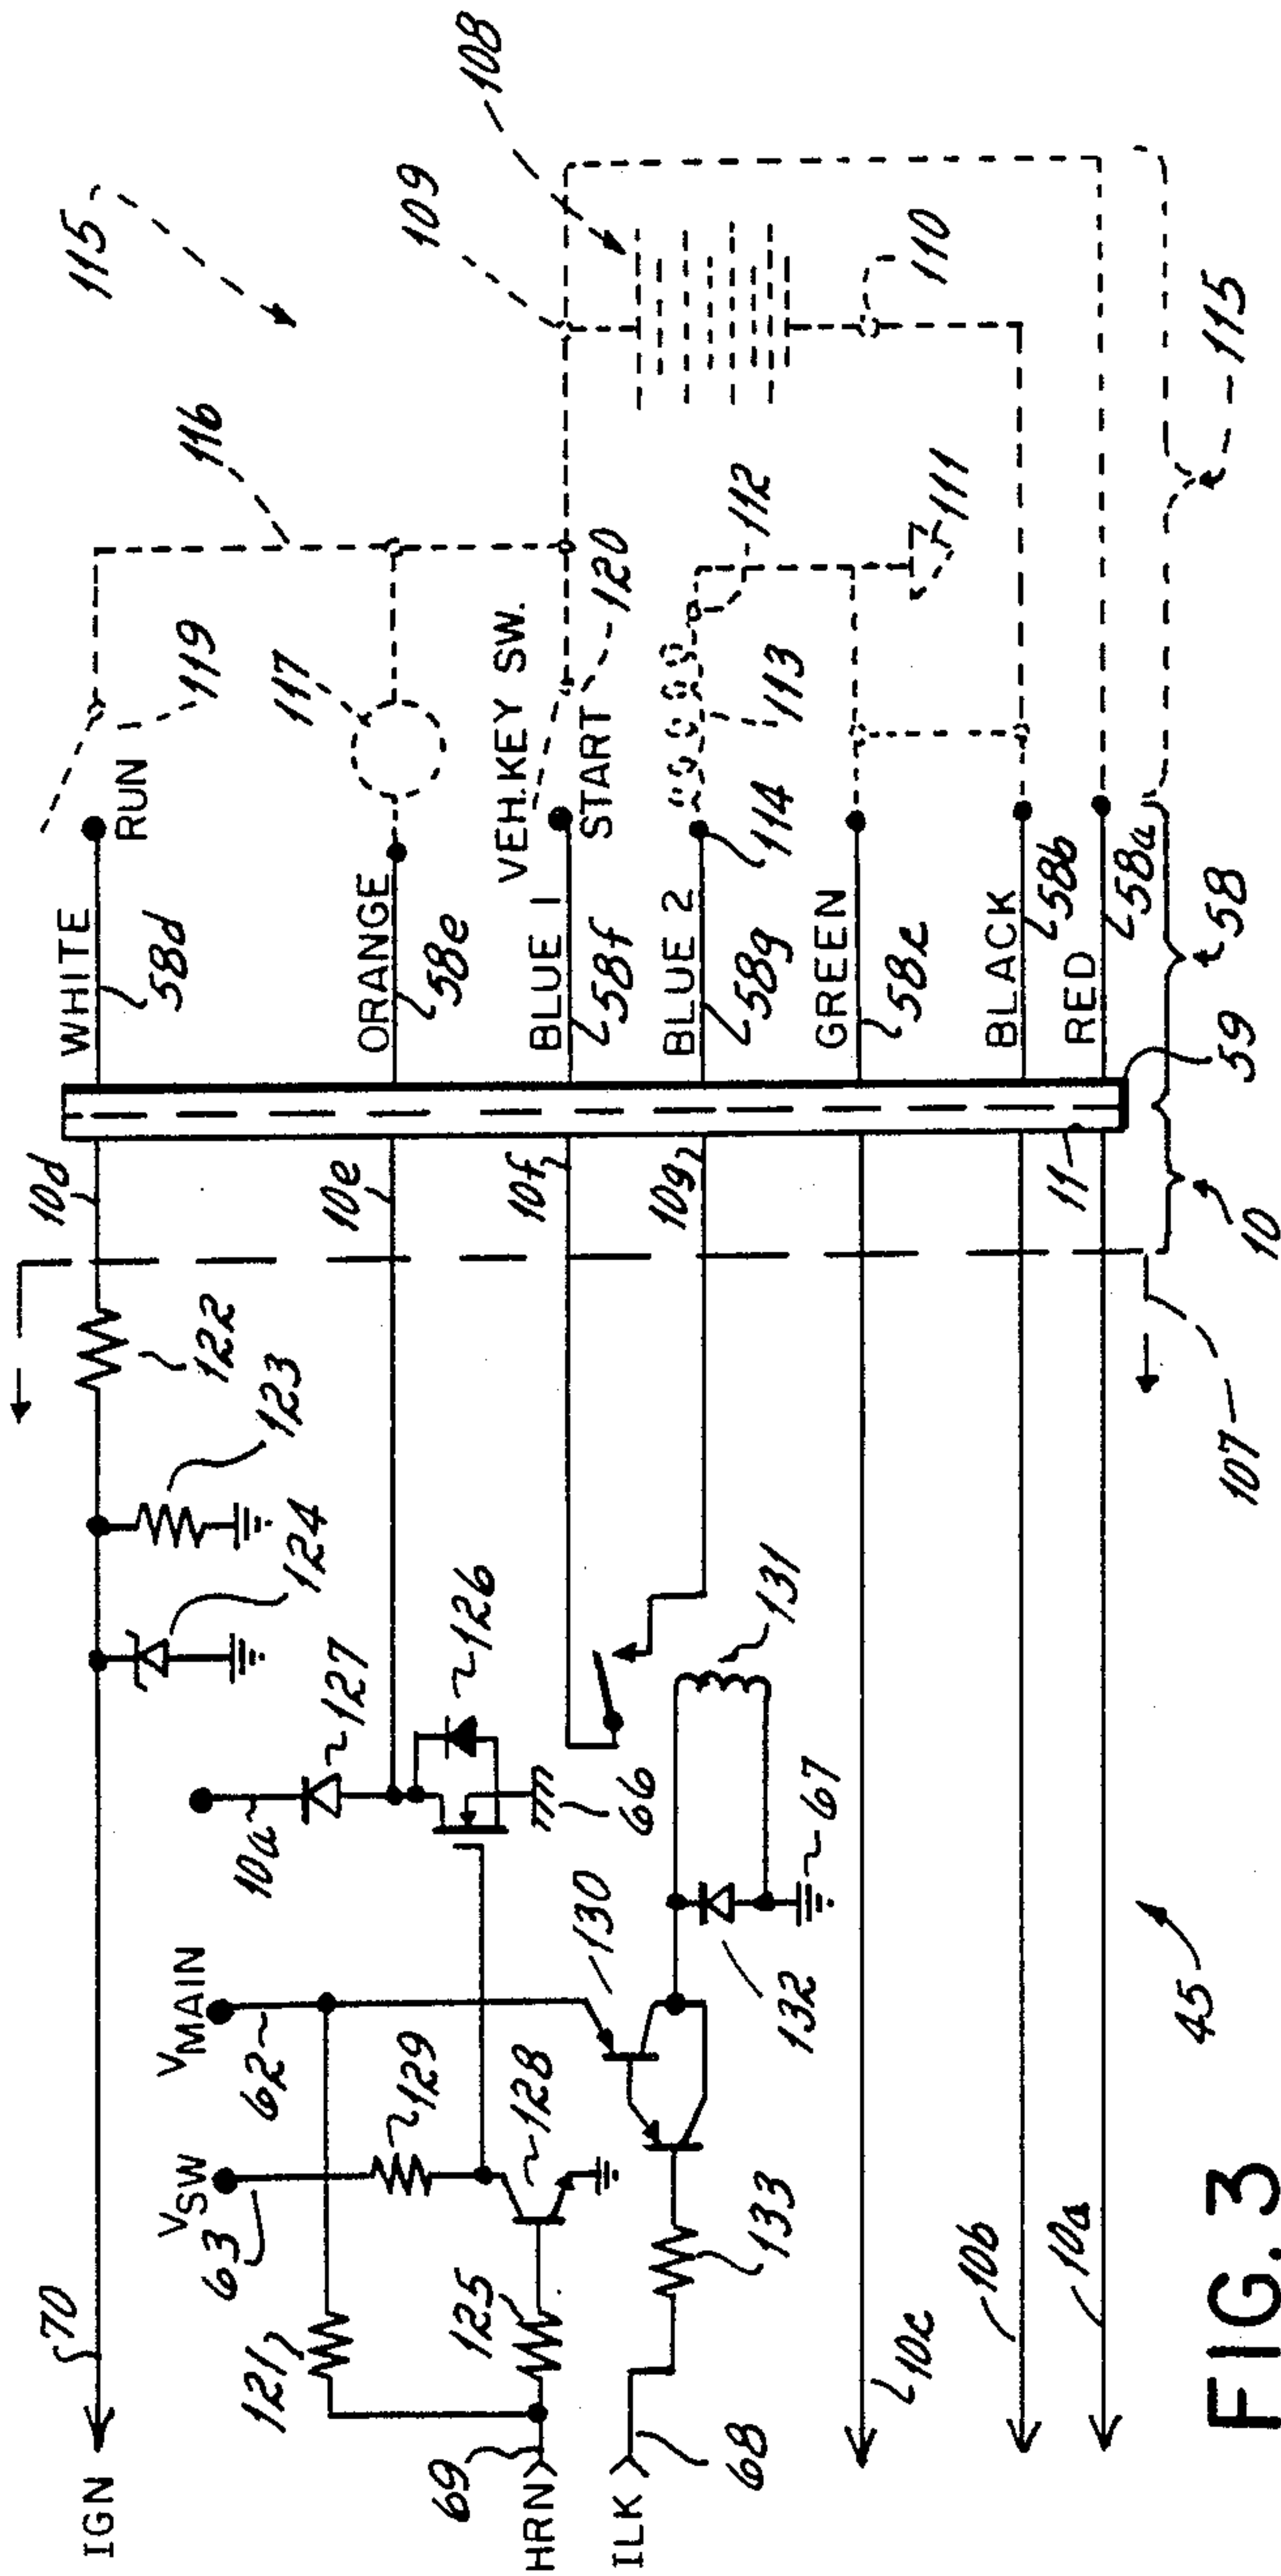 IGN
70
10d
WHITE
58d
RUN
119
122
123
124
116
115
V SW
63
V MAIN
62
10a
127
10e
ORANGE
58e
117
121
129
125
128
126
69
HRN
109
108
VEH. KEY SW.
START
120
10f
BLUE 1
58f
ILK
68
130
66
131
10g
BLUE 2
58g
114
113
112
133
132
67
GREEN
58c
111
110
10c
10b
BLACK
58b
10a
11
RED
58a
45
107
10
59
58
115
FIG. 3